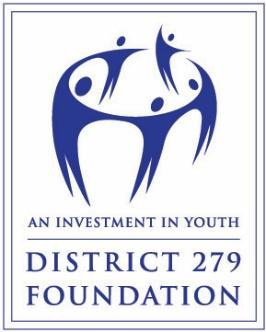 AN INVESTMENT IN YOUTH
DISTRICT 279
FOUNDATION